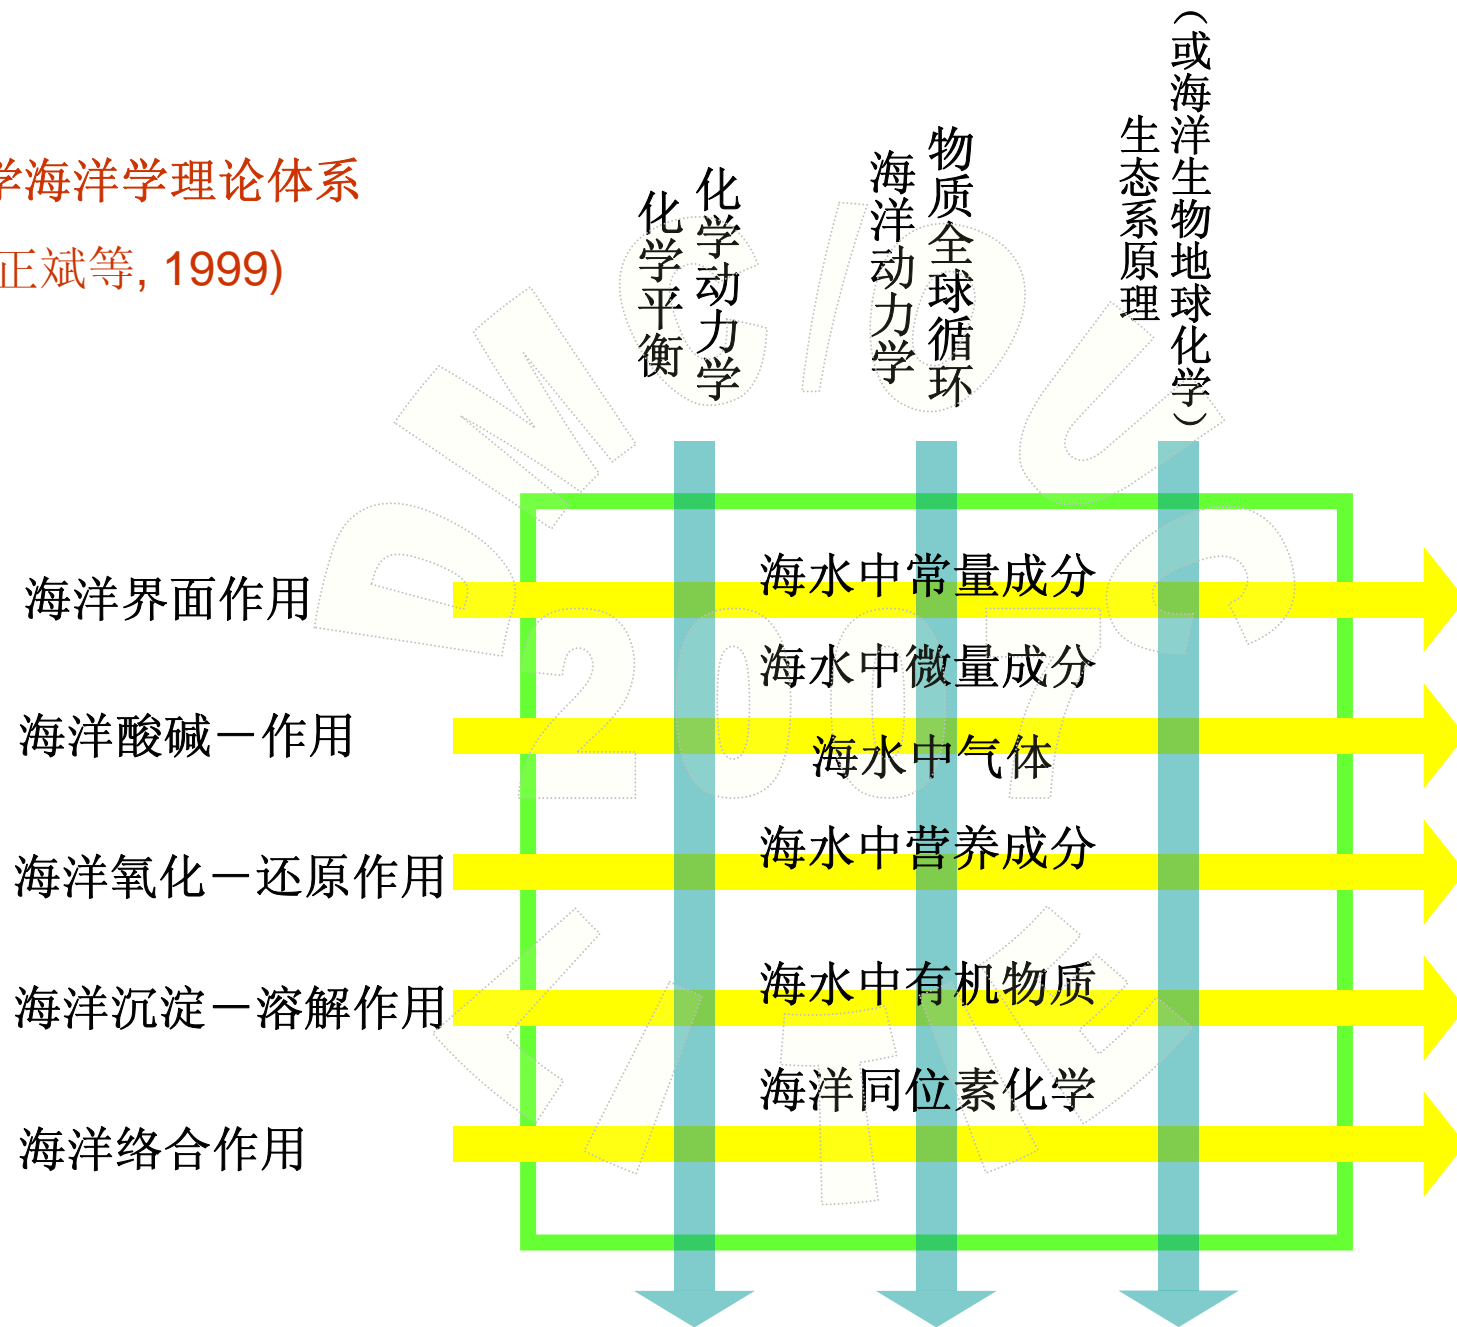 学海洋学理论体系
正斌等, 1999)
化学动力学
化学平衡
物质全球循环
海洋动力学
(或海洋生物地球化学)
生态系原理
海洋界面作用
海洋酸碱－作用
海洋氧化－还原作用
海洋沉淀－溶解作用
海洋络合作用
海水中常量成分
海水中微量成分
海水中气体
海水中营养成分
海水中有机物质
海洋同位素化学
DMC/OUC
2007